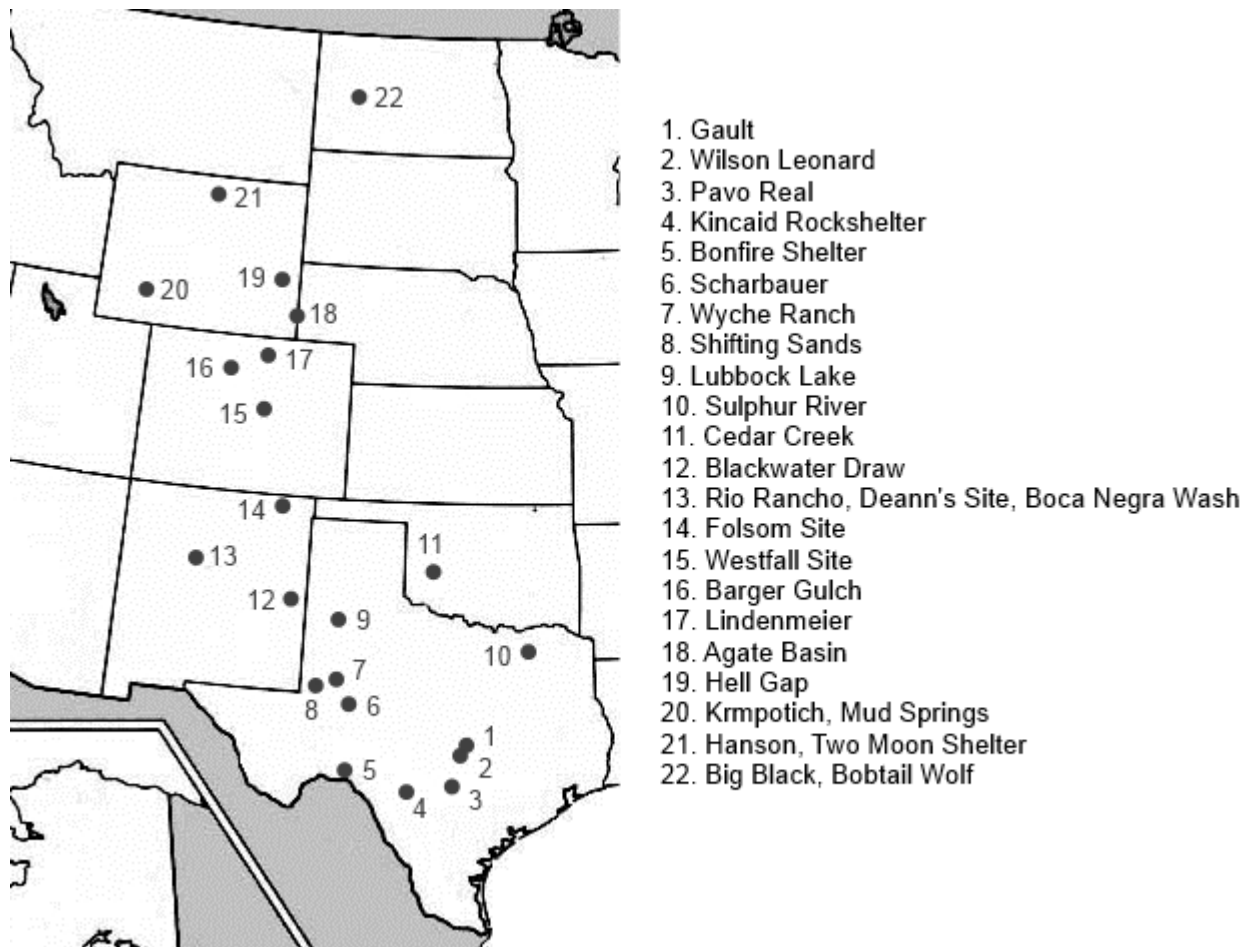 22
21
19
20
18
17
16
15
14
13
11
12
9
10
7
8
6
1
2
5
3
4
1. Gault
2. Wilson Leonard
3. Pavo Real
4. Kincaid Rockshelter
5. Bonfire Shelter
6. Scharbauer
7. Wyche Ranch
8. Shifting Sands
9. Lubbock Lake
10. Sulphur River
11. Cedar Creek
12. Blackwater Draw
13. Rio Rancho, Deann's Site, Boca Negra Wash
14. Folsom Site
15. Westfall Site
16. Barger Gulch
17. Lindenmeier
18. Agate Basin
19. Hell Gap
20. Krmpotich, Mud Springs
21. Hanson, Two Moon Shelter
22. Big Black, Bobtail Wolf